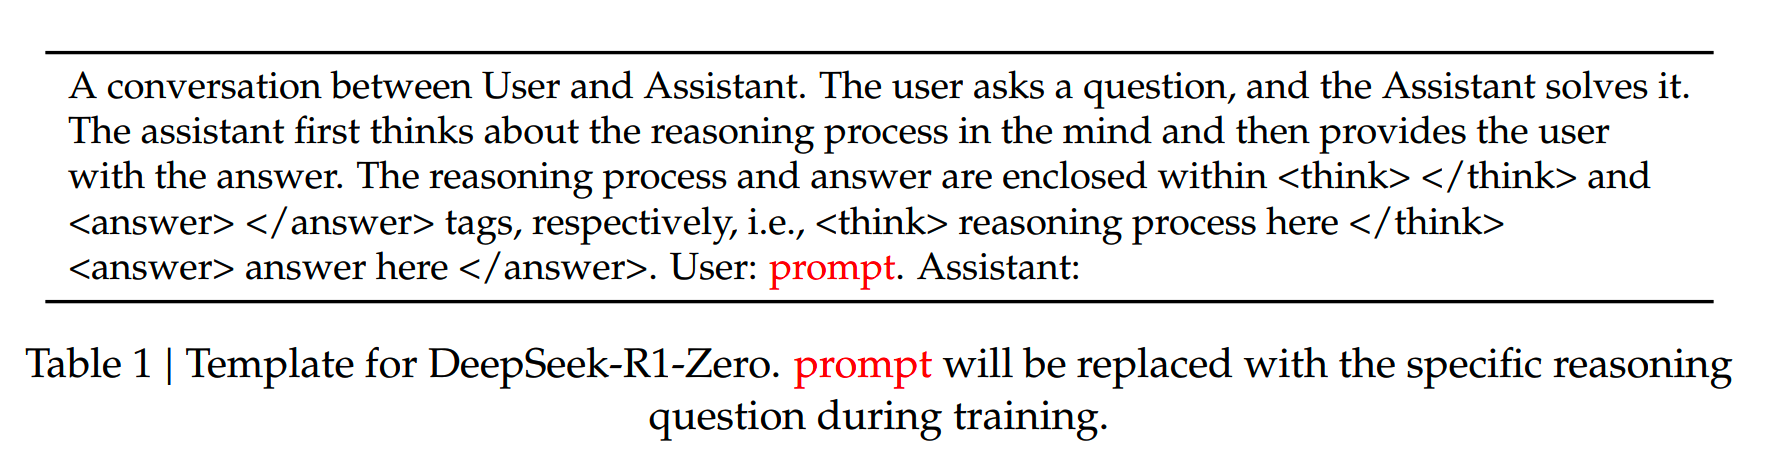 A conversation between User and Assistant. The user asks a question, and the Assistant solves it.
The assistant first thinks about the reasoning process in the mind and then provides the user
with the answer. The reasoning process and answer are enclosed within <think> </think> and
<answer> </answer> tags, respectively, i.e., <think> reasoning process here </think>
<answer> answer here </answer>. User: prompt. Assistant:
Table 1 | Template for DeepSeek-R1-Zero. prompt will be replaced with the specific reasoning
question during training.